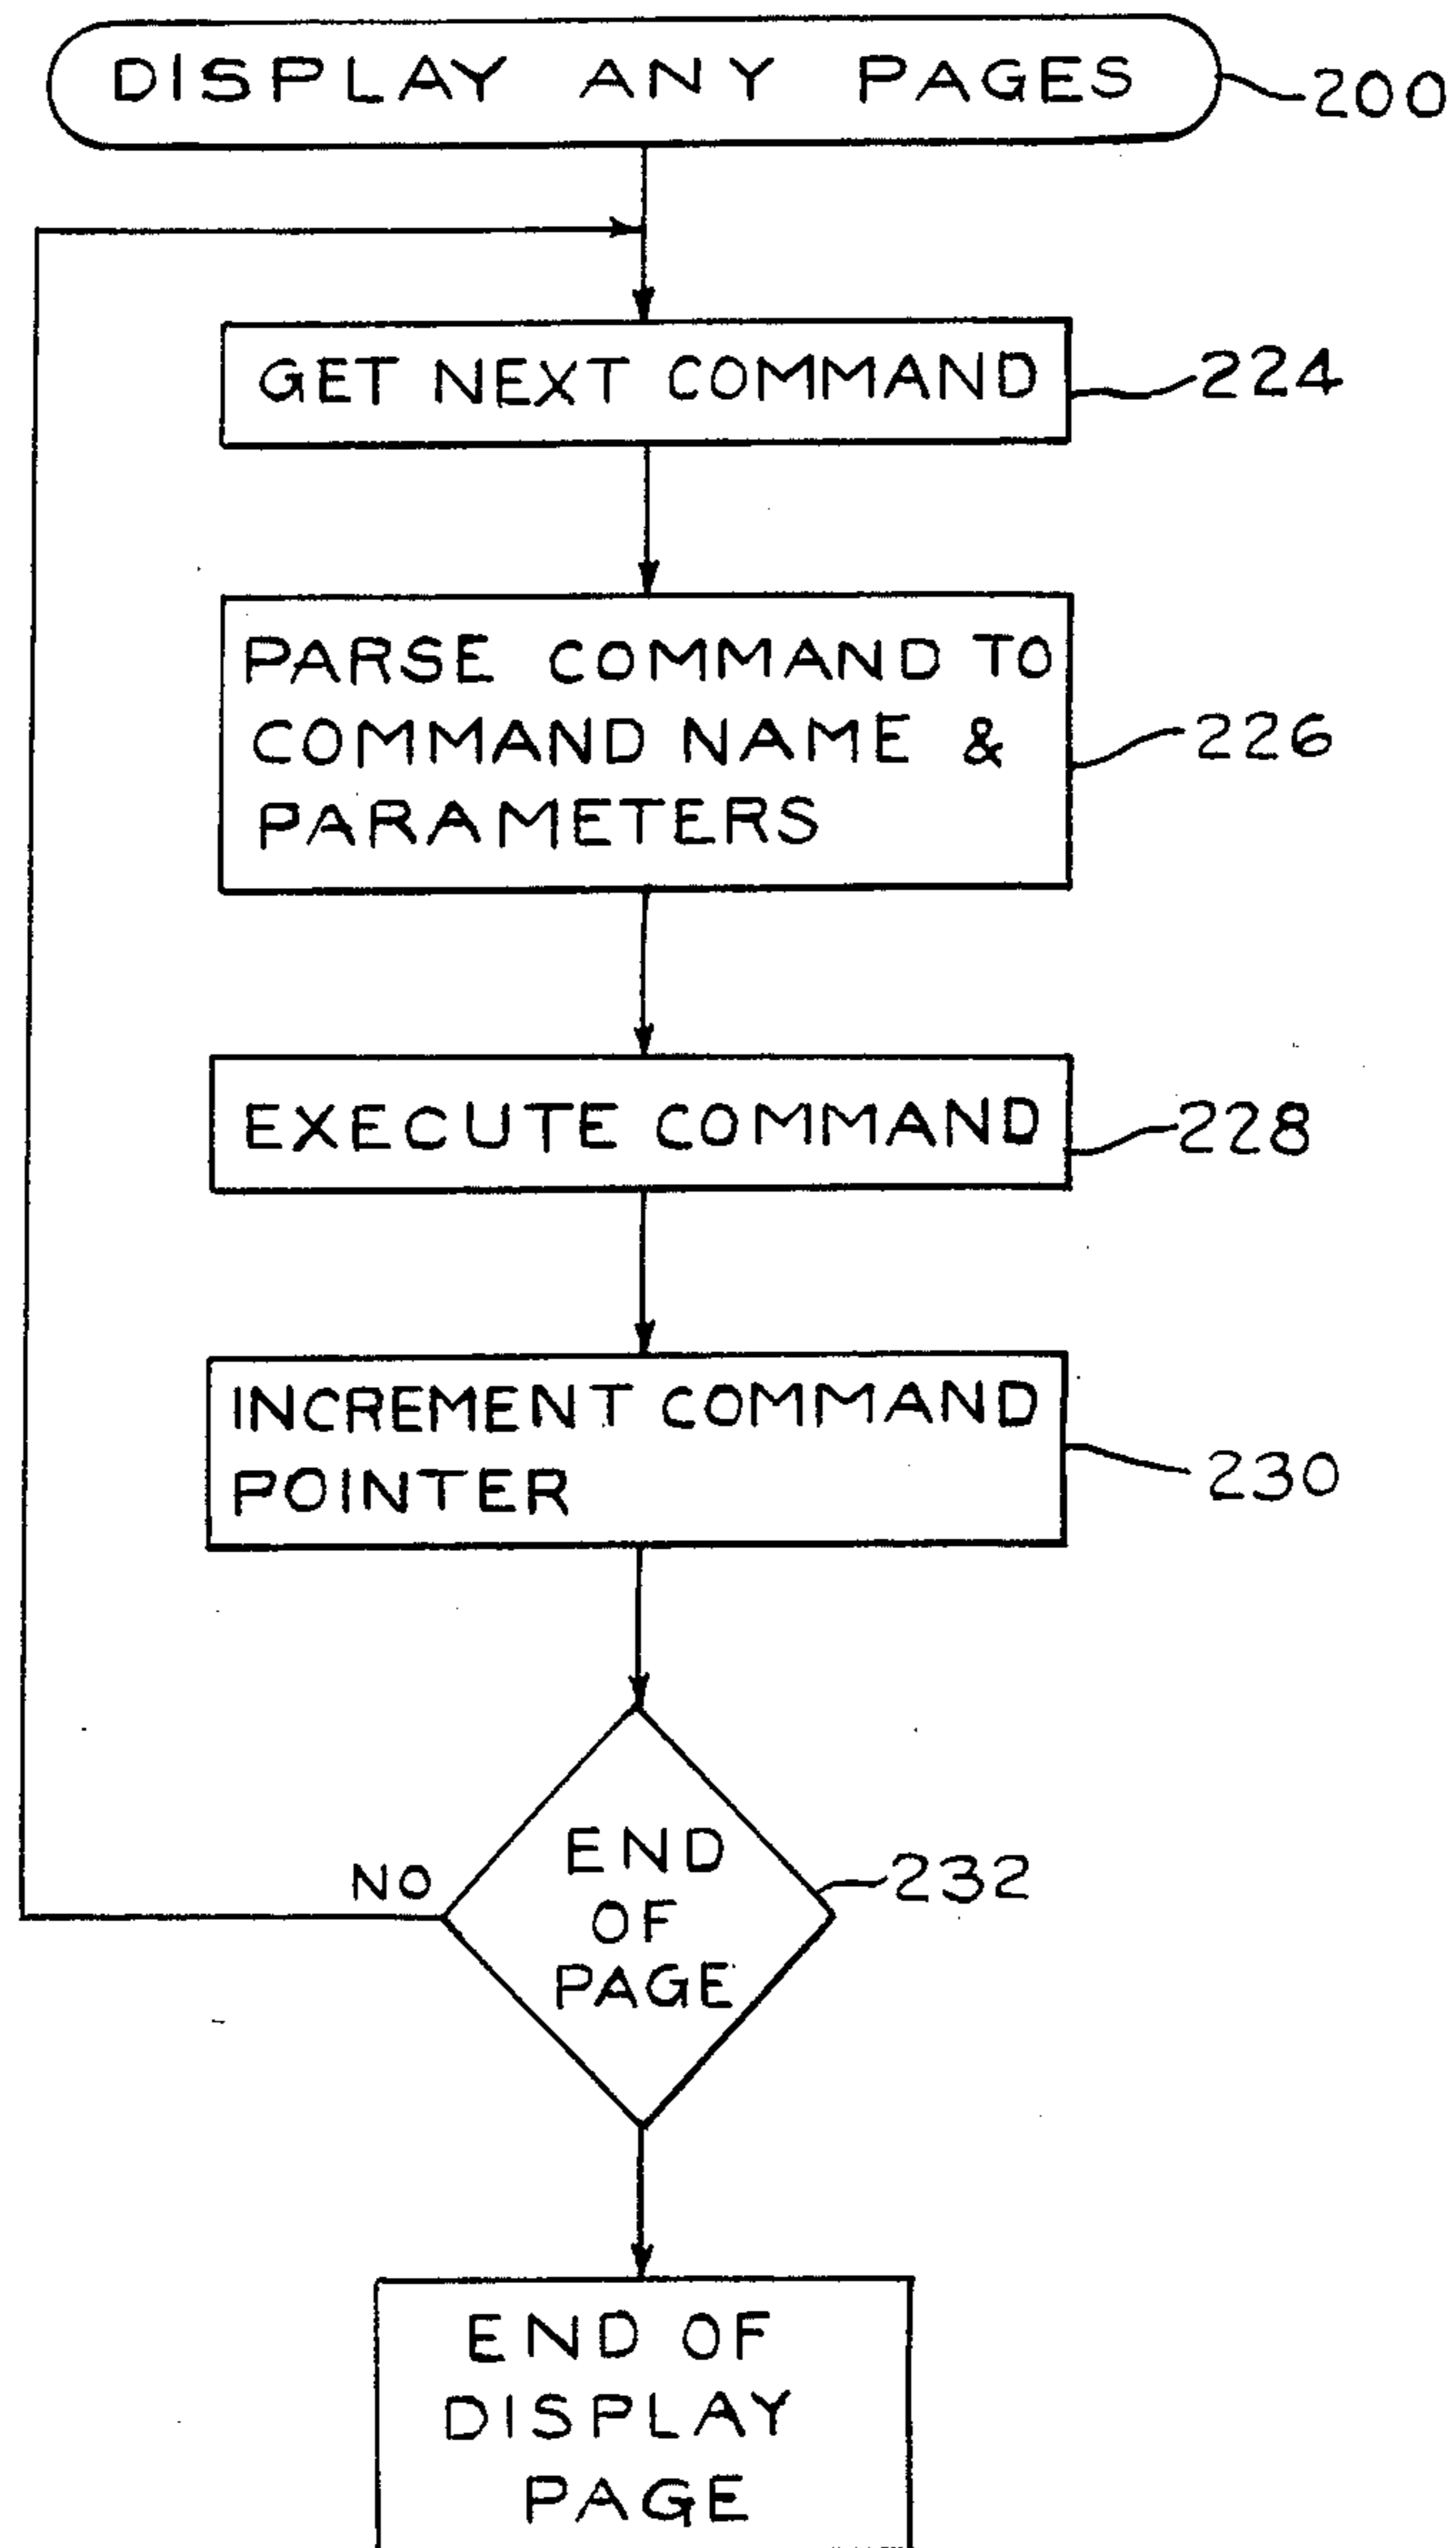 DISPLAY ANY PAGES
200
GET NEXT COMMAND
224
PARSE COMMAND TO
COMMAND NAME &
PARAMETERS
226
EXECUTE COMMAND
228
INCREMENT COMMAND
POINTER
230
END
OF
PAGE
232
NO
END OF
DISPLAY
PAGE